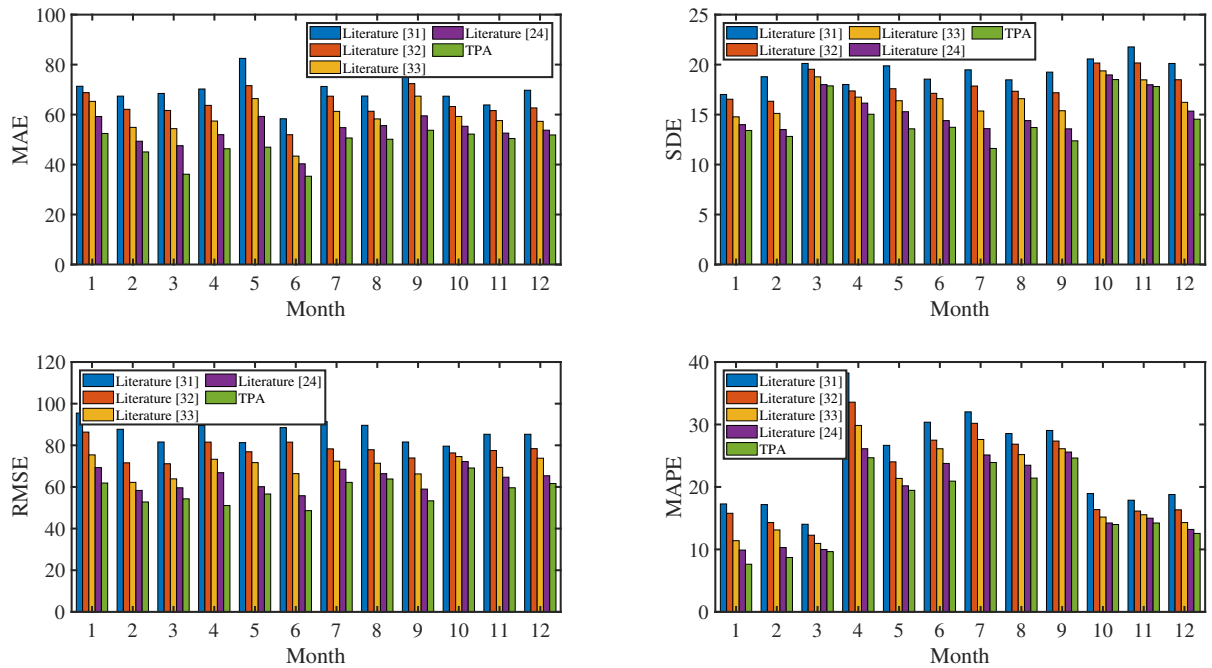 100
80
60
40
20
0
MAE
Literature [31]
Literature [32]
Literature [33]
Literature [24]
TPA
1 2 3 4 5 6 7 8 9 10 11 12
Month
25
20
15
10
5
0
SDE
Literature [31]
Literature [32]
Literature [33]
Literature [24]
TPA
1 2 3 4 5 6 7 8 9 10 11 12
Month
120
100
80
60
40
20
0
RMSE
Literature [31]
Literature [32]
Literature [33]
Literature [24]
TPA
1 2 3 4 5 6 7 8 9 10 11 12
Month
40
30
20
10
0
MAPE
Literature [31]
Literature [32]
Literature [33]
Literature [24]
TPA
1 2 3 4 5 6 7 8 9 10 11 12
Month